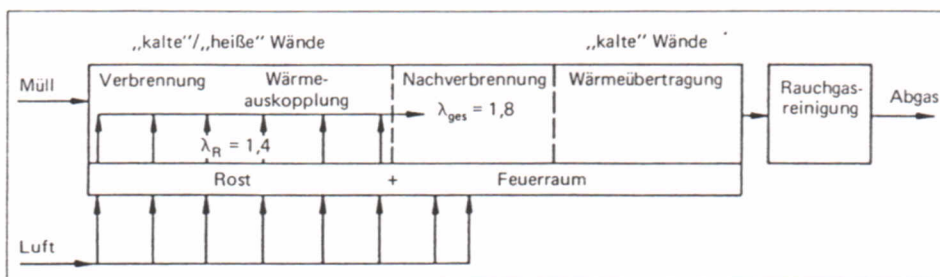 „kalte"/„heiße" Wände
„kalte" Wände
Müll
Verbrennung
Wärme-
auskopplung
Nachverbrennung
Wärmeübertragung
λges = 1,8
λR = 1,4
Rauchgas-
reinigung
Abgas
Rost + Feuerraum
Luft